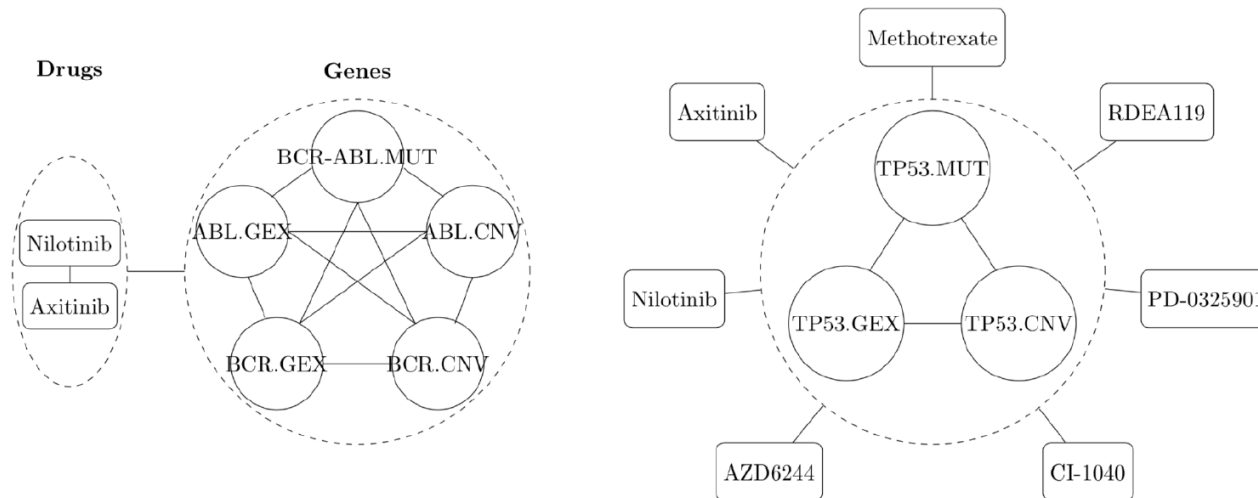 Drugs
Genes
Nilotinib
Axitinib
BCR-ABL.MUT
ABL.GEX
ABL.CNV
BCR.GEX
BCR.CNV
Methotrexate
Axitinib
RDEA119
TP53.MUT
Nilotinib
PD-0325901
TP53.GEX
TP53.CNV
AZD6244
CI-1040